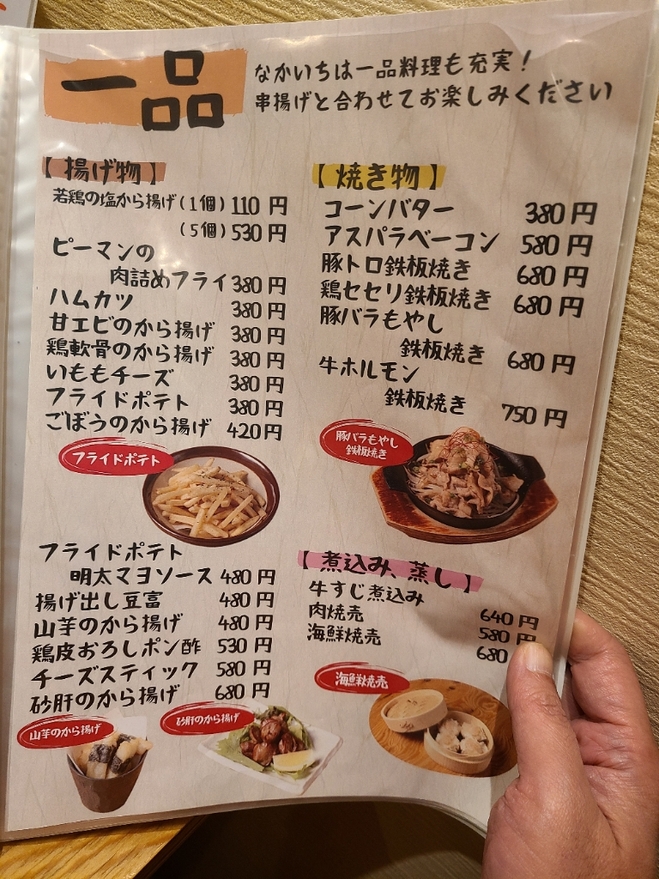 一品
なかいちは一品料理も充実!
串揚げと合わせてお楽しみください
【揚げ物】
若鶏の塩から揚げ(1個) 110円
(5個) 530円
ピーマンの
肉詰めフライ 380円
ハムカツ 380円
甘エビのから揚げ 380円
鶏軟骨のから揚げ 380円
いももチーズ 380円
フライドポテト 380円
ごぼうのから揚げ 420円
フライドポテト
フライドポテト
明太マヨソース 480円
揚げ出し豆富 480円
山芋のから揚げ 480円
鶏皮おろしポン酢 530円
チーズスティック 580円
砂肝のから揚げ 680円
山芋のから揚げ
砂肝のから揚げ
【焼き物】
コーンバター 380円
アスパラベーコン 580円
豚トロ鉄板焼き 680円
鶏セセリ鉄板焼き 680円
豚バラもやし
鉄板焼き 680円
牛ホルモン
鉄板焼き 750円
豚バラもやし
鉄板焼き
【煮込み、蒸し】
牛すじ煮込み 640円
肉焼売 580円
海鮮焼売 680
海鮮焼売